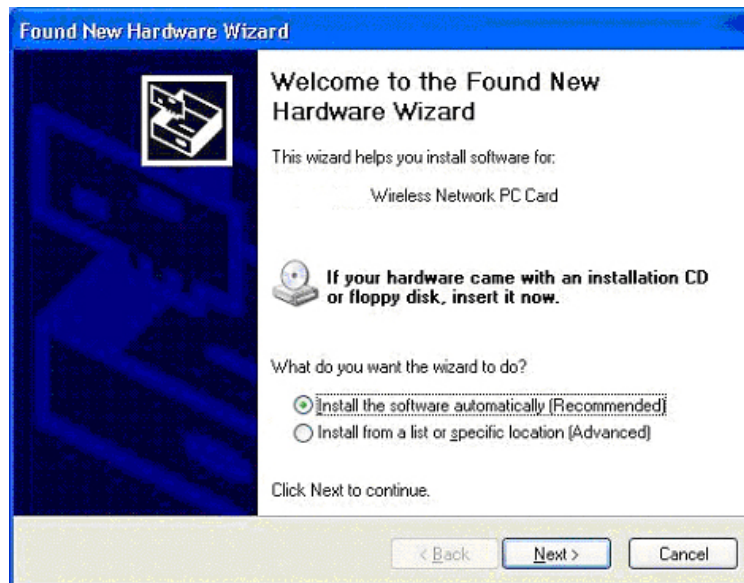 Found New Hardware Wizard
Welcome to the Found New
Hardware Wizard
This wizard helps you install software for:
Wireless Network PC Card
If your hardware came with an installation CD
or floppy disk, insert it now.
What do you want the wizard to do?
Install the software automatically (Recommended)
Install from a list or specific location (Advanced)
Click Next to continue.
< Back
Next >
Cancel